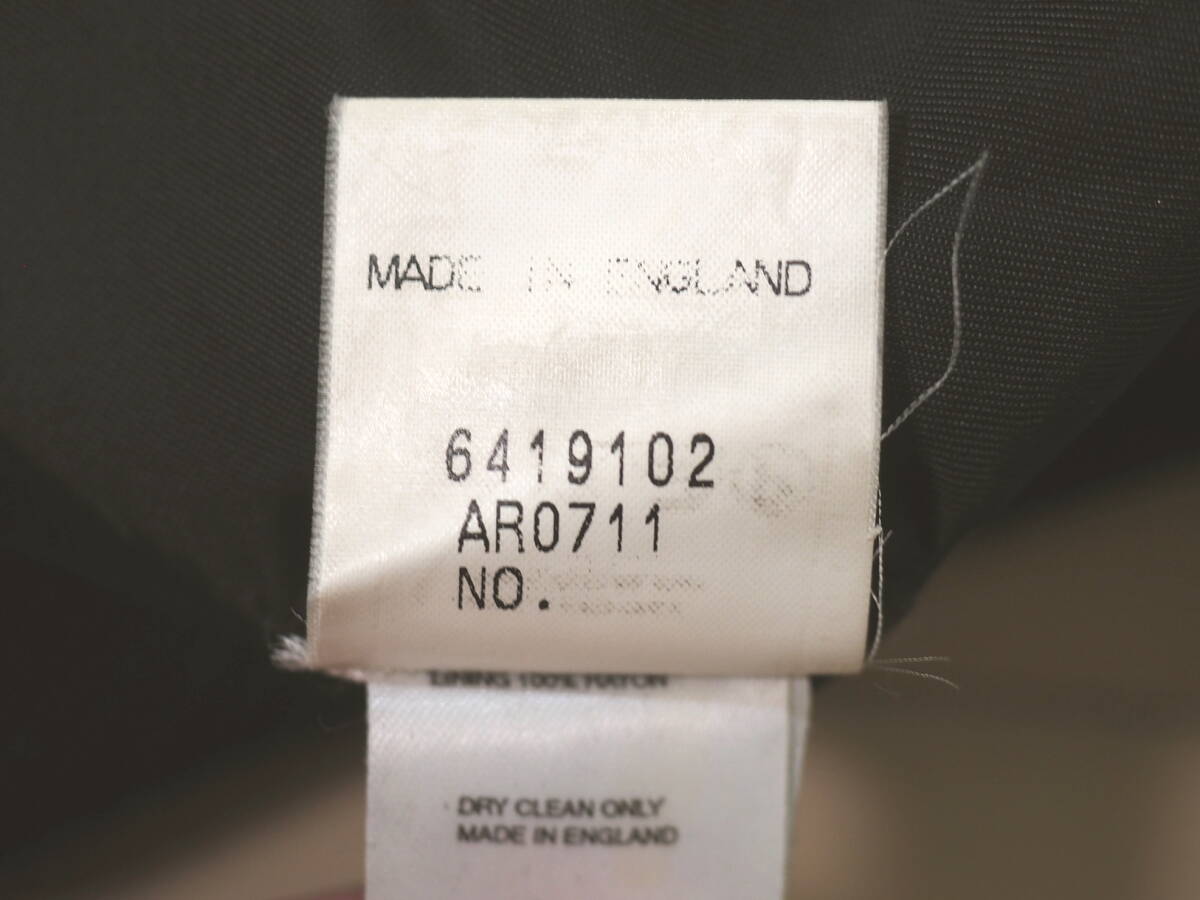 MADE IN ENGLAND
6419102
AR0711
NO.
LINING 100% RAYON
DRY CLEAN ONLY
MADE IN ENGLAND